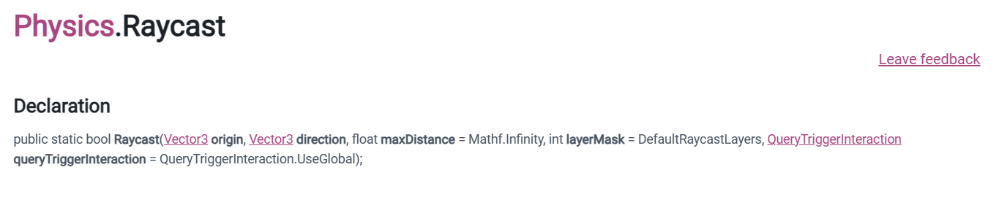 Physics.Raycast
Leave feedback
Declaration
public static bool Raycast(Vector3 origin, Vector3 direction, float maxDistance = Mathf.Infinity, int layerMask = DefaultRaycastLayers, QueryTriggerInteraction
queryTriggerInteraction = QueryTriggerInteraction.UseGlobal);